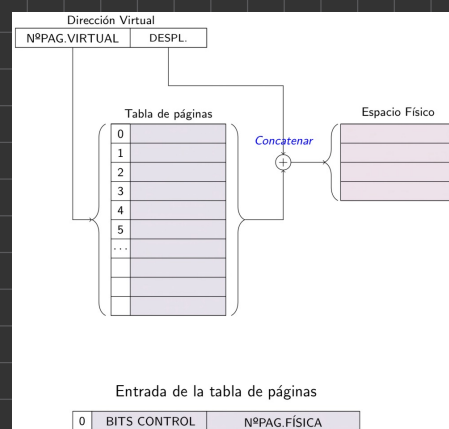 Dirección Virtual
NºPAG.VIRTUAL DESPL.
Tabla de páginas
Espacio Físico
Concatenar
0
1
2
3
4
5
...
Entrada de la tabla de páginas
0 BITS CONTROL NºPAG.FÍSICA